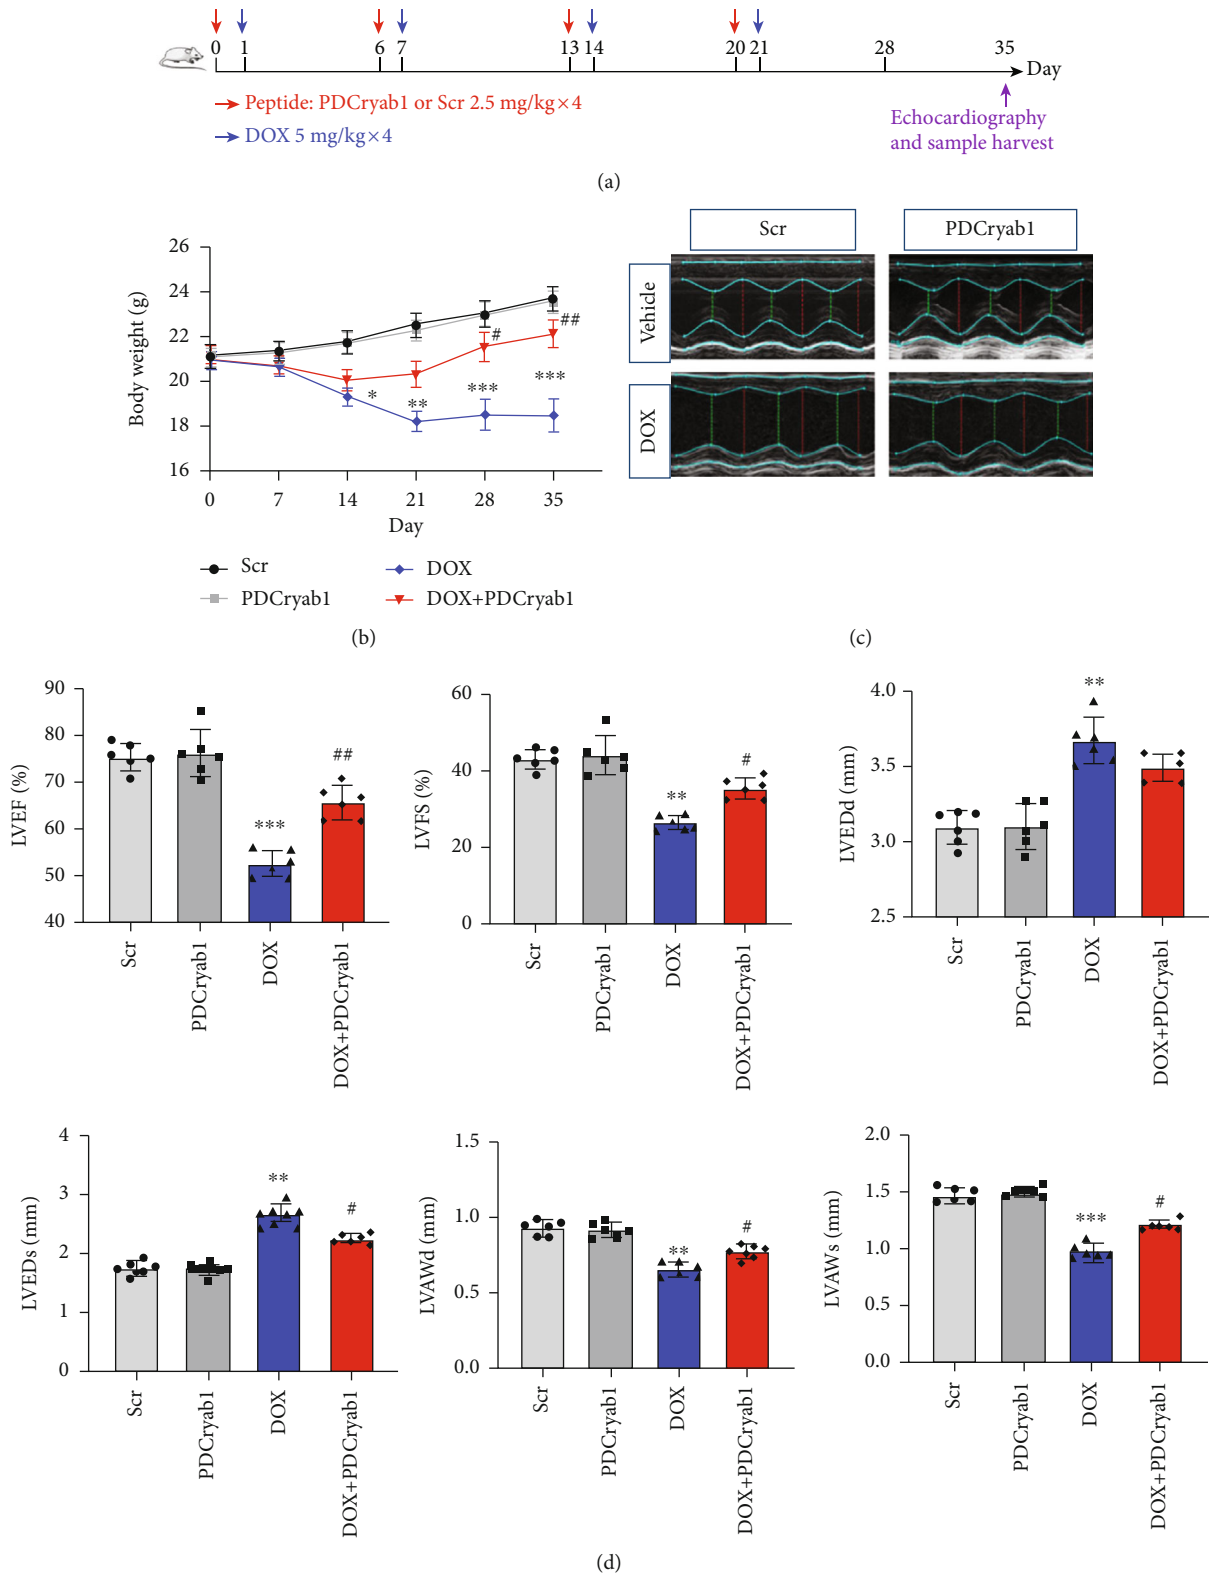 0 1 6 7 13 14 20 21 28 35 Day
Peptide: PDCryab1 or Scr 2.5 mg/kg×4
DOX 5 mg/kg×4
Echocardiography
and sample harvest
(a)
26
24
22
20
18
16
Body weight (g)
# ##
* ** *** ***
0 7 14 21 28 35
Day
Scr DOX
PDCryab1 DOX+PDCryab1
(b)
Scr PDCryab1
Vehicle
DOX
(c)
90
80
70
60
50
40
LVEF (%)
***
##
Scr PDCryab1 DOX DOX+PDCryab1
60
40
20
0
LVFS (%)
**
#
Scr PDCryab1 DOX DOX+PDCryab1
4.0
3.5
3.0
2.5
LVEDd (mm)
**
Scr PDCryab1 DOX DOX+PDCryab1
4
3
2
1
0
LVEDs (mm)
**
#
Scr PDCryab1 DOX DOX+PDCryab1
1.5
1.0
0.5
0.0
LVAWd (mm)
**
#
Scr PDCryab1 DOX DOX+PDCryab1
2.0
1.5
1.0
0.5
0.0
LVAWs (mm)
***
#
Scr PDCryab1 DOX DOX+PDCryab1
(d)